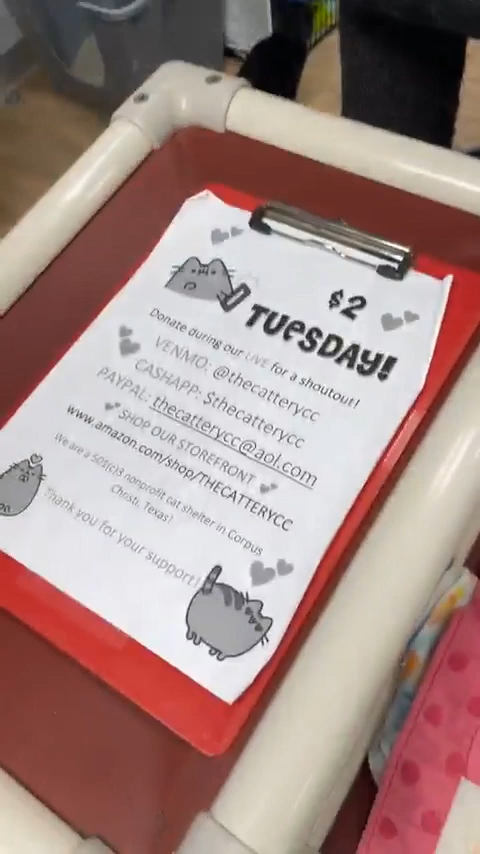 $2
TUESDAY!
Donate during our LIVE for a shoutout!
VENMO: @thecatterycc
CASHAPP: $thecatterycc
PAYPAL: thecatterycc@aol.com
SHOP OUR STOREFRONT
www.amazon.com/shop/THECATTERYCC
We are a 501(c)3 nonprofit cat shelter in Corpus
Christi, Texas!
Thank you for your support!